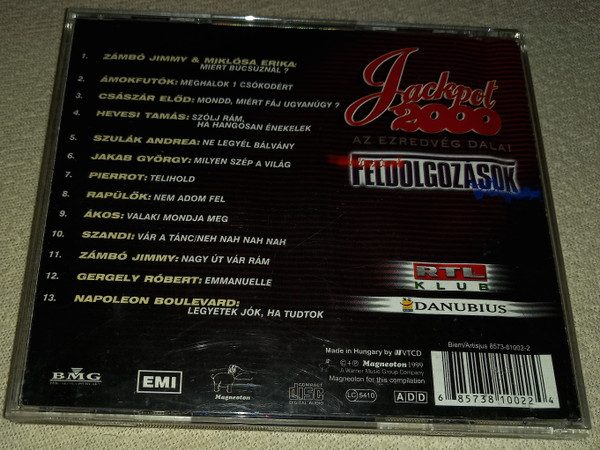 1. ZÁMBÓ JIMMY & MIKLÓSA ERIKA:
MIÉRT BÚCSÚZNÁL ?
2. ÁMOKFUTÓK: MEGHALOK 1 CSÓKODÉRT
3. CSÁSZÁR ELŐD: MONDD, MIÉRT FÁJ UGYANÚGY ?
4. HEVESI TAMÁS: SZÓLJ RÁM,
HA HANGOSAN ÉNEKELEK
5. SZULÁK ANDREA: NE LEGYÉL BÁLVÁNY
6. JAKAB GYÖRGY: MILYEN SZÉP A VILÁG
7. PIERROT: TELIHOLD
8. RAPÜLŐK: NEM ADOM FEL
9. ÁKOS: VALAKI MONDJA MEG
10. SZANDI: VÁR A TÁNC/NEH NAH NAH NAH
11. ZÁMBÓ JIMMY: NAGY ÚT VÁR RÁM
12. GERGELY RÓBERT: EMMANUELLE
13. NAPOLEON BOULEVARD:
LEGYETEK JÓK, HA TUDTOK
Jackpot
2000
AZ EZREDVÉG DALAI
FELDOLGOZÁSOK
RTL
KLUB
DANUBIUS
BMG
EMI
Magneoton
COMPACT
disc
DIGITAL AUDIO
Made in Hungary by VTCD
©+℗ Magneoton 1999
A Warner Music Group Company
Magneoton for this compilation
LC 5410
ADD
Biem/Artisjus 8573-81002-2
6 85738 10022 4